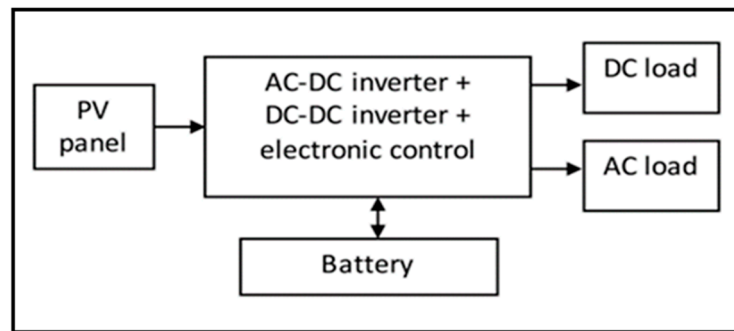 PV
panel
AC-DC inverter +
DC-DC inverter +
electronic control
DC load
AC load
Battery